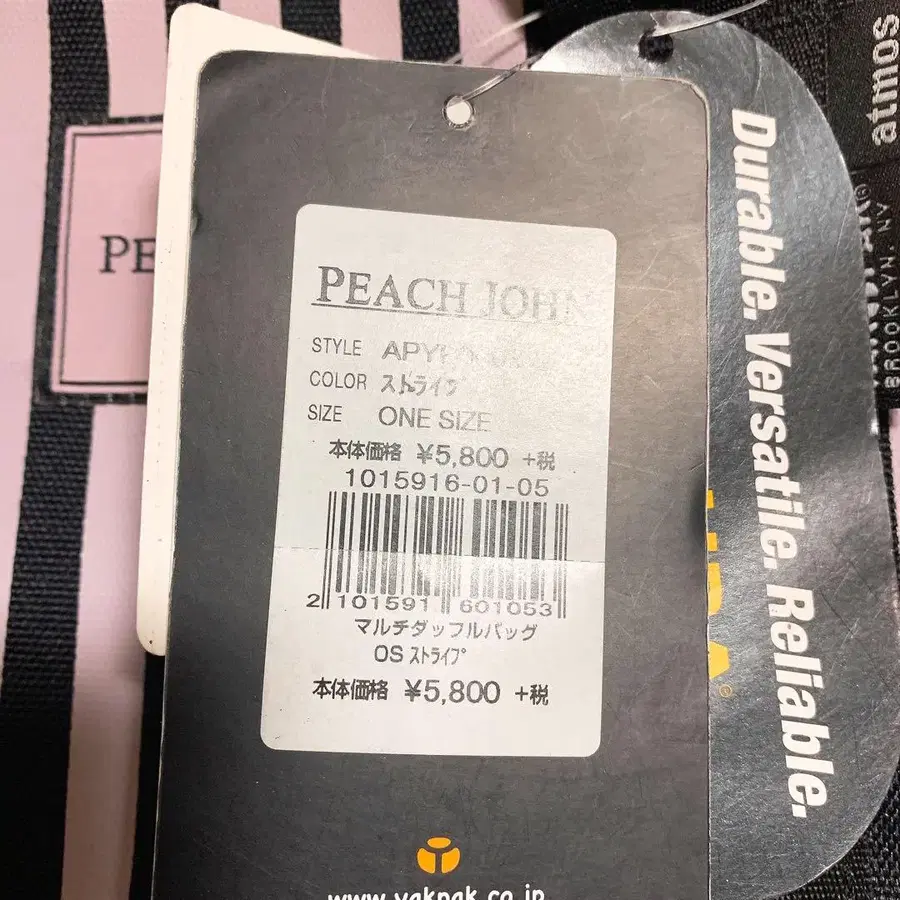 PEACH JOHN
STYLE
COLOR ストライプ
SIZE ONE SIZE
本体価格 ¥5,800 +税
1015916-01-05
2 101591 601053
マルチダッフルバッグ
OS ストライプ
本体価格 ¥5,800 +税
www.yakpak.co.jp
Durable. Versatile. Reliable.
atmos
BROOKLYN, NY
PE